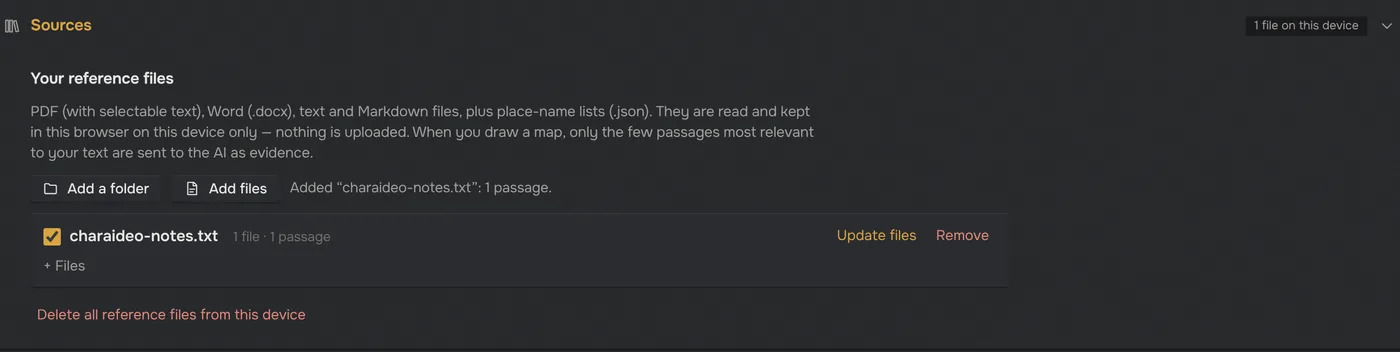 Sources
1 file on this device
Your reference files
PDF (with selectable text), Word (.docx), text and Markdown files, plus place-name lists (.json). They are read and kept
in this browser on this device only — nothing is uploaded. When you draw a map, only the few passages most relevant
to your text are sent to the AI as evidence.
Add a folder
Add files
Added “charaideo-notes.txt”: 1 passage.
charaideo-notes.txt
1 file · 1 passage
Update files
Remove
+ Files
Delete all reference files from this device